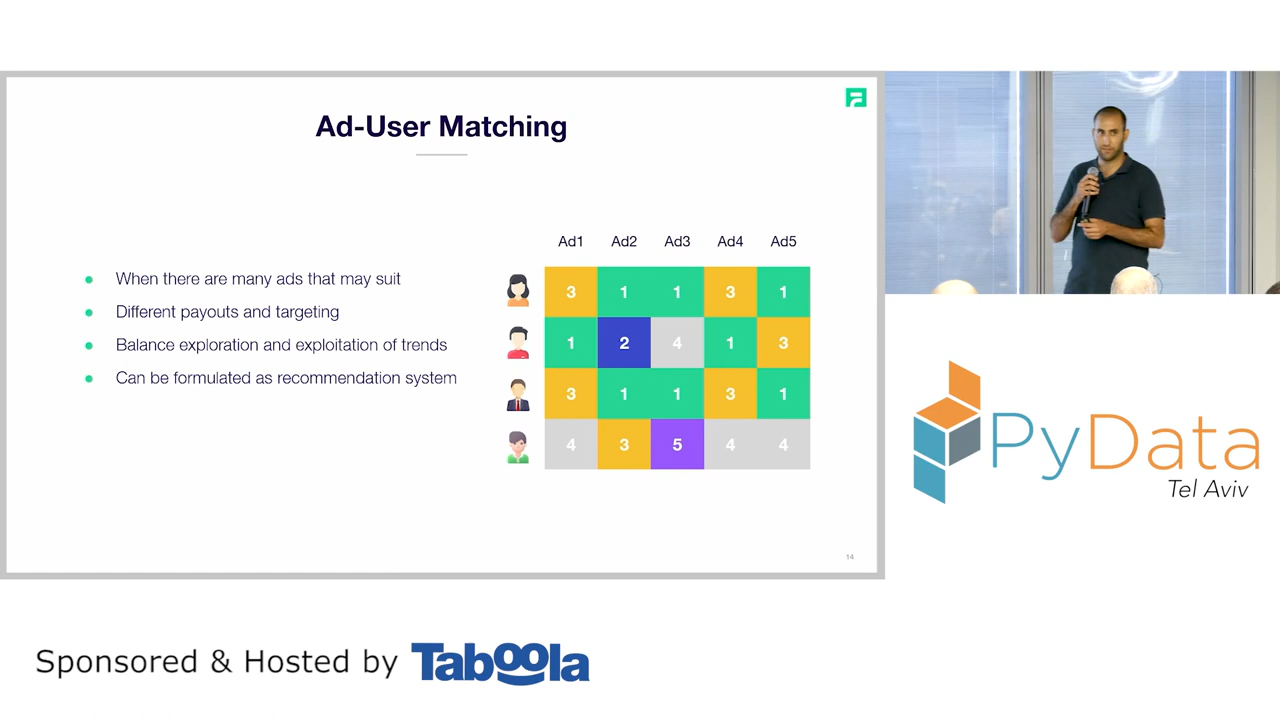 Ad-User Matching
When there are many ads that may suit
Different payouts and targeting
Balance exploration and exploitation of trends
Can be formulated as recommendation system
Ad1 Ad2 Ad3 Ad4 Ad5
3 1 1 3 1
1 2 4 1 3
3 1 1 3 1
4 3 5 4 4
14
PyData
Tel Aviv
Sponsored & Hosted by Taboola